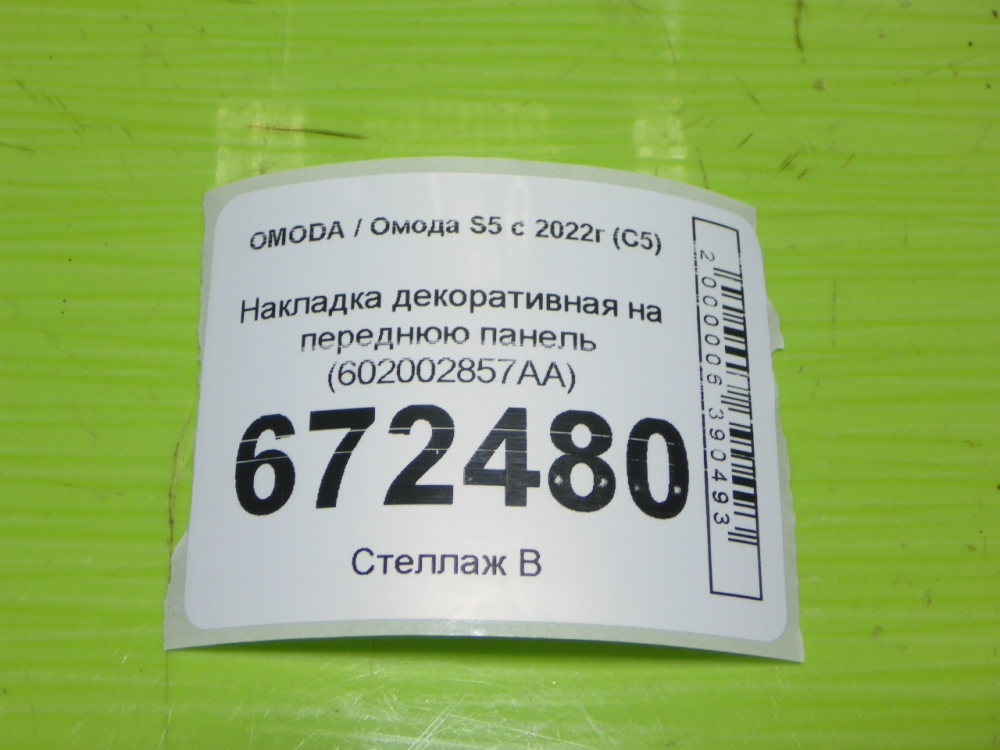 OMODA / Омода S5 с 2022г (C5)
Накладка декоративная на
переднюю панель
(602002857AA)
672480
Стеллаж В
2000006390493